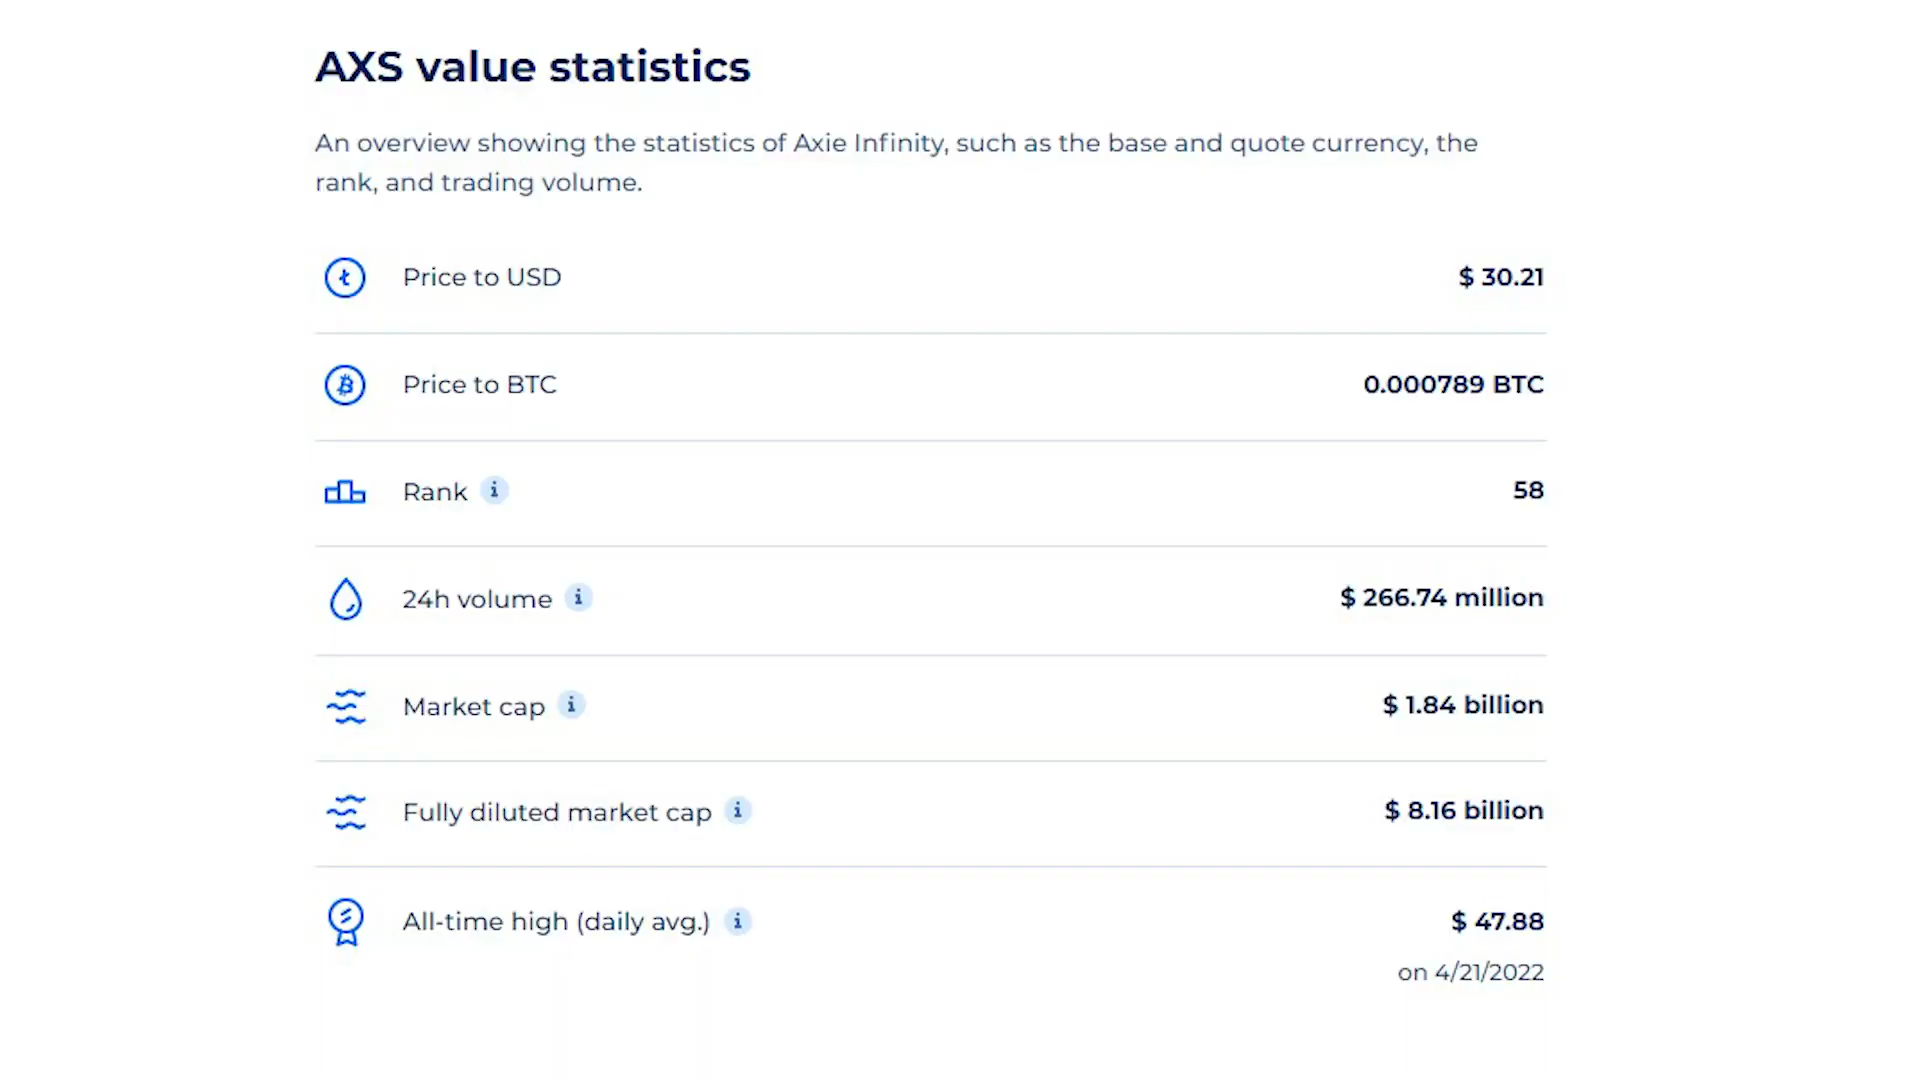 AXS value statistics
An overview showing the statistics of Axie Infinity, such as the base and quote currency, the
rank, and trading volume.
Price to USD $ 30.21
Price to BTC 0.000789 BTC
Rank i 58
24h volume i $ 266.74 million
Market cap i $ 1.84 billion
Fully diluted market cap i $ 8.16 billion
All-time high (daily avg.) i $ 47.88
on 4/21/2022